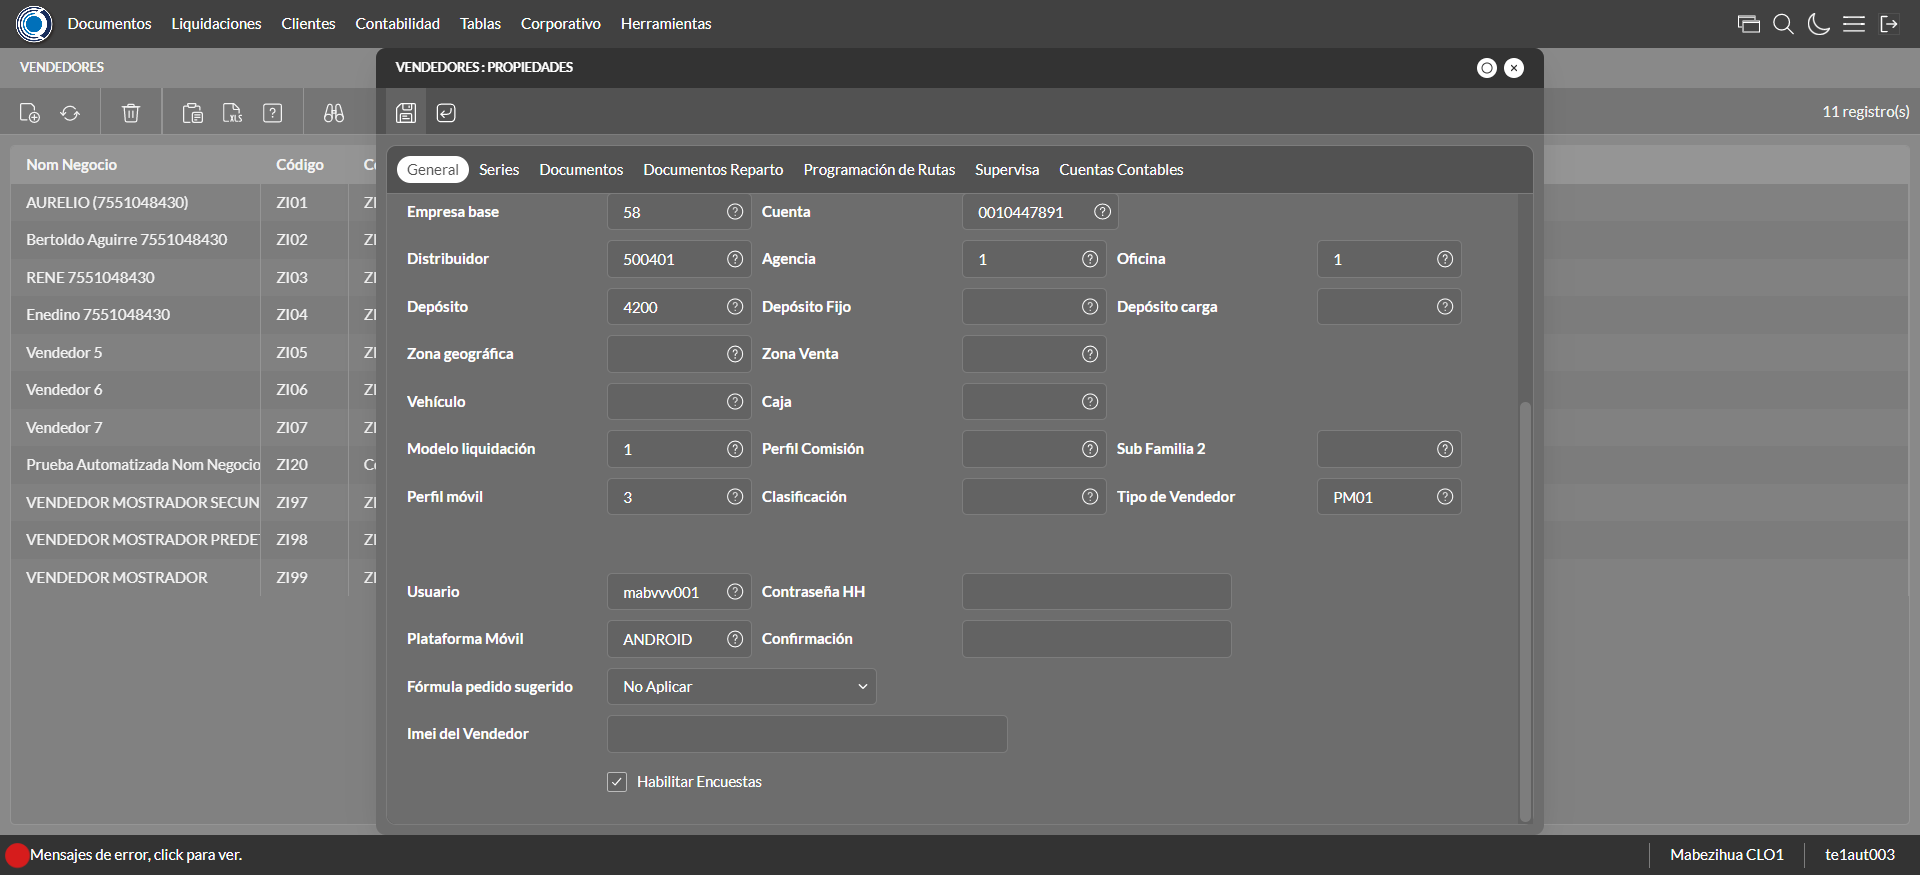 Documentos Liquidaciones Clientes Contabilidad Tablas Corporativo Herramientas
VENDEDORES
VENDEDORES : PROPIEDADES
XLS
11 registro(s)
General Series Documentos Documentos Reparto Programación de Rutas Supervisa Cuentas Contables
Nom Negocio Código
AURELIO (7551048430) ZI01 ZI
Bertoldo Aguirre 7551048430 ZI02 ZI
RENE 7551048430 ZI03 ZI
Enedino 7551048430 ZI04 ZI
Vendedor 5 ZI05 ZI
Vendedor 6 ZI06 ZI
Vendedor 7 ZI07 ZI
Prueba Automatizada Nom Negocio ZI20
VENDEDOR MOSTRADOR SECUN ZI97 ZI
VENDEDOR MOSTRADOR PREDE ZI98 ZI
VENDEDOR MOSTRADOR ZI99 ZI
Empresa base 58 Cuenta 0010447891
Distribuidor 500401 Agencia 1 Oficina 1
Depósito 4200 Depósito Fijo Depósito carga
Zona geográfica Zona Venta
Vehículo Caja
Modelo liquidación 1 Perfil Comisión Sub Familia 2
Perfil móvil 3 Clasificación Tipo de Vendedor PM01
Usuario mabvvv001 Contraseña HH
Plataforma Móvil ANDROID Confirmación
Fórmula pedido sugerido No Aplicar
Imei del Vendedor
Habilitar Encuestas
Mensajes de error, click para ver.
Mabezihua CLO1 te1aut003